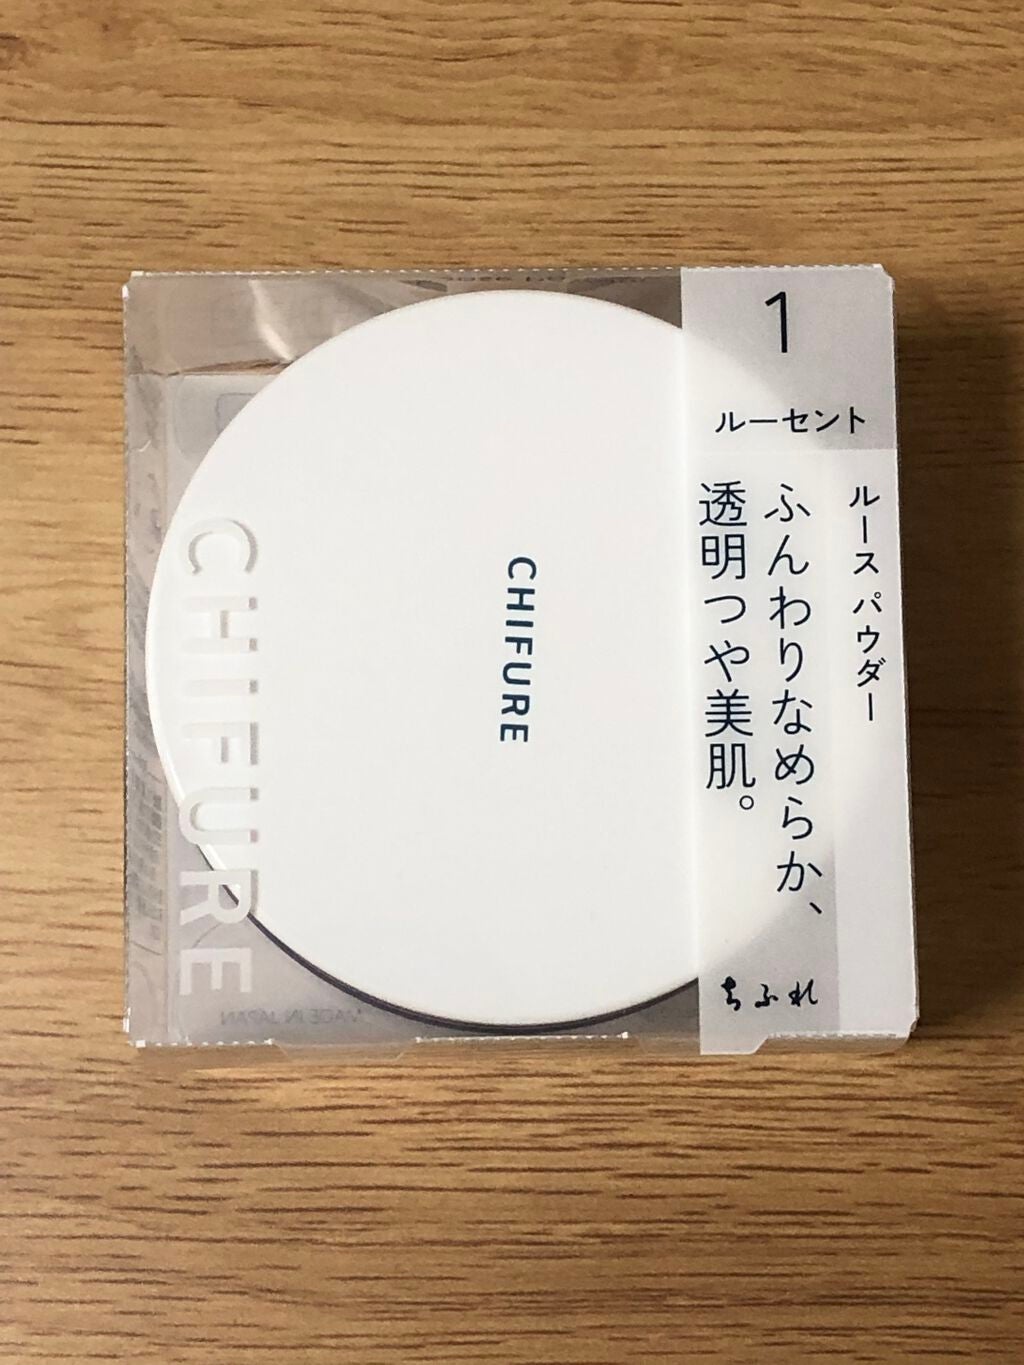 1
ルーセント
ルース パウダー
ふんわりなめらか、
透明つや美肌。
ちふれ
CHIFURE
CHIFURE
MADE IN JAPAN